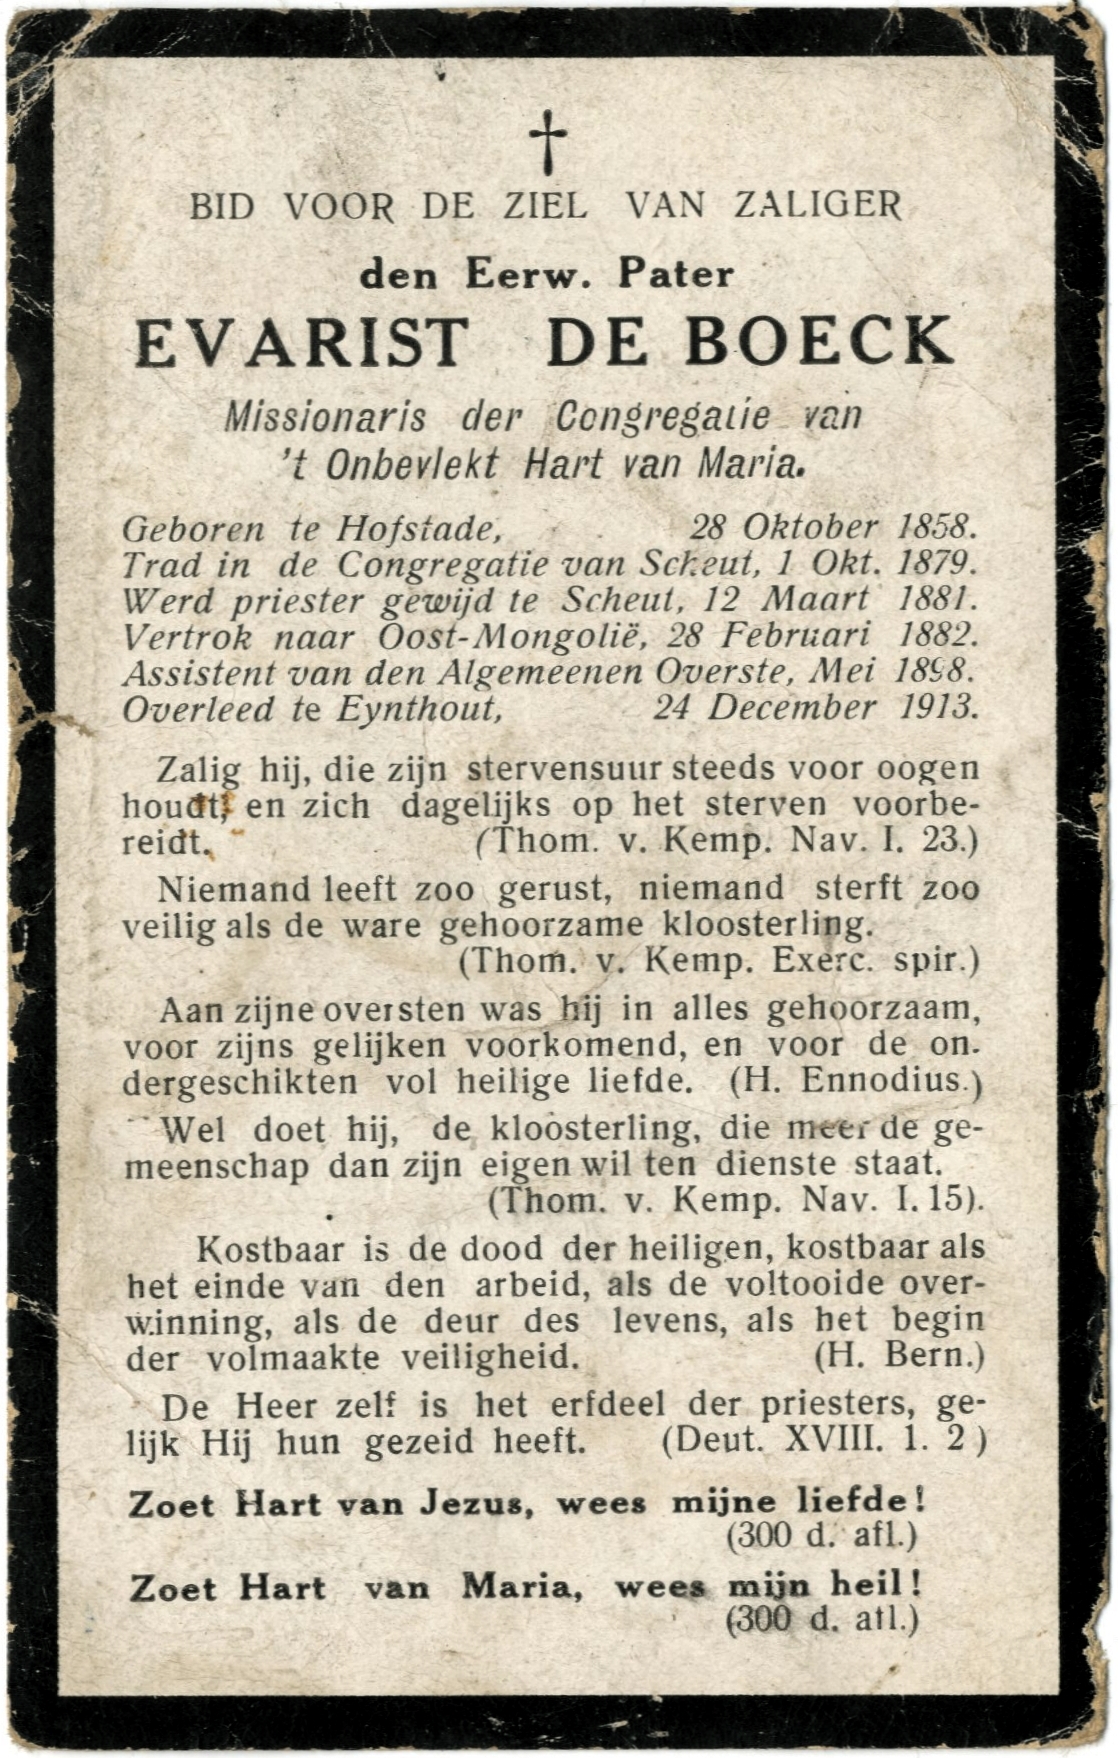 BID VOOR DE ZIEL VAN ZALIGER
den Eerw. Pater
EVARIST DE BOECK
Missionaris der Congregatie van
't Onbevlekt Hart van Maria.
Geboren te Hofstade, 28 Oktober 1858.
Trad in de Congregatie van Scheut, 1 Okt. 1879.
Werd priester gewijd te Scheut, 12 Maart 1881.
Vertrok naar Oost-Mongolië, 28 Februari 1882.
Assistent van den Algemeenen Overste, Mei 1898.
Overleed te Eynthout, 24 December 1913.
Zalig hij, die zijn stervensuur steeds voor oogen
houdt, en zich dagelijks op het sterven voorbe-
reidt. (Thom. v. Kemp. Nav. I. 23.)
Niemand leeft zoo gerust, niemand sterft zoo
veilig als de ware gehoorzame kloosterling.
(Thom. v. Kemp. Exerc. spir.)
Aan zijne oversten was hij in alles gehoorzaam,
voor zijns gelijken voorkomend, en voor de on-
dergeschikten vol heilige liefde. (H. Ennodius.)
Wel doet hij, de kloosterling, die meer de ge-
meenschap dan zijn eigen wil ten dienste staat.
(Thom. v. Kemp. Nav. I. 15).
Kostbaar is de dood der heiligen, kostbaar als
het einde van den arbeid, als de voltooide over-
winning, als de deur des levens, als het begin
der volmaakte veiligheid. (H. Bern.)
De Heer zelf is het erfdeel der priesters, ge-
lijk Hij hun gezeid heeft. (Deut. XVIII. 1. 2)
Zoet Hart van Jezus, wees mijne liefde!
(300 d. afl.)
Zoet Hart van Maria, wees mijn heil!
(300 d. afl.)